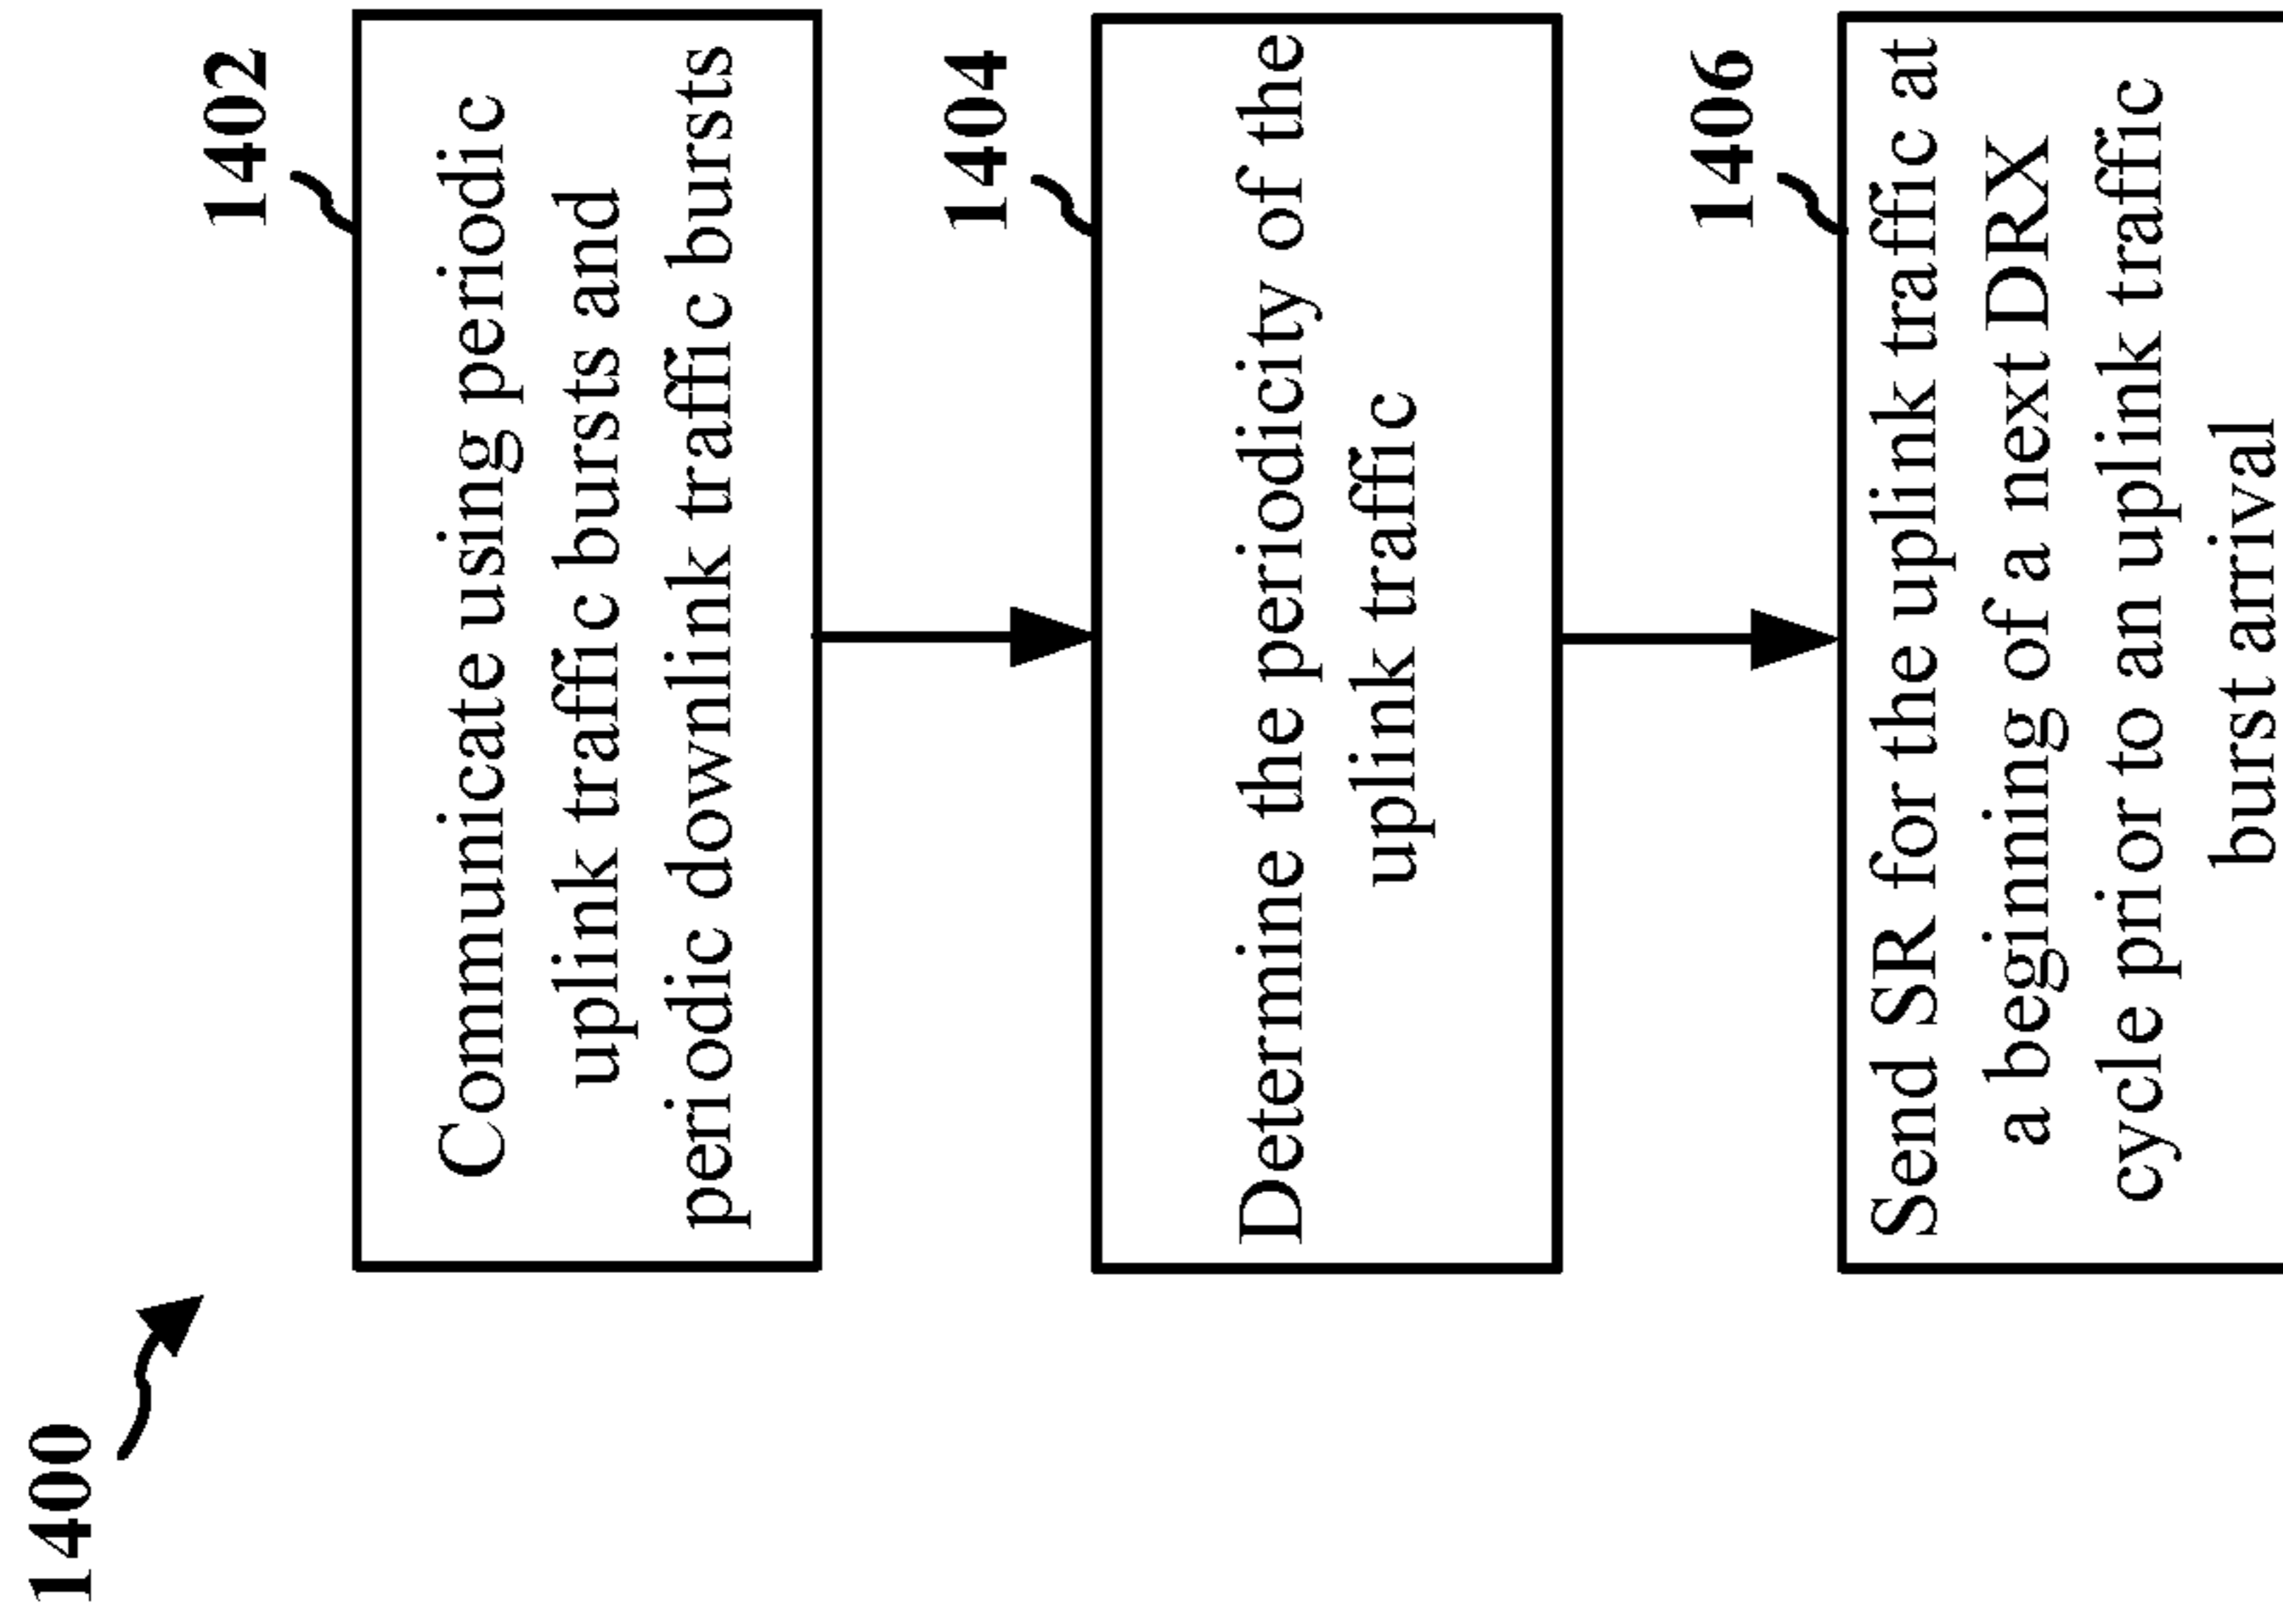 1400
1402
Communicate using periodic
uplink traffic bursts and
periodic downlink traffic bursts
1404
Determine the periodicity of the
uplink traffic
1406
Send SR for the uplink traffic at
a beginning of a next DRX
cycle prior to an uplink traffic
burst arrival